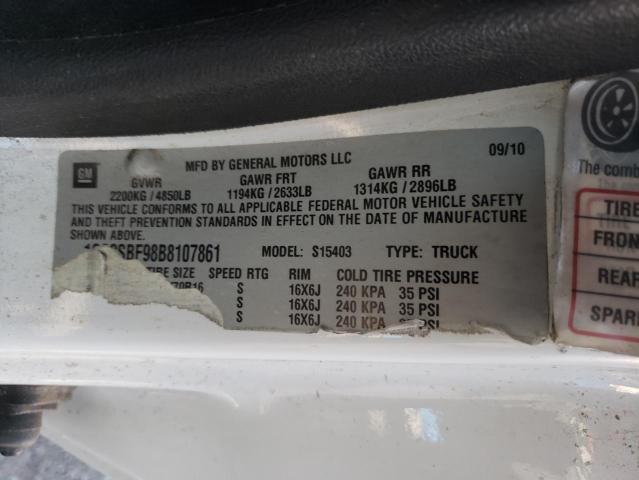 GM
MFD BY GENERAL MOTORS LLC
09/10
GVWR GAWR FRT GAWR RR
2200KG / 4850LB 1194KG / 2633LB 1314KG / 2896LB
THIS VEHICLE CONFORMS TO ALL APPLICABLE FEDERAL MOTOR VEHICLE SAFETY
AND THEFT PREVENTION STANDARDS IN EFFECT ON THE DATE OF MANUFACTURE
SHOWN ABOVE.
SBF98B8107861 MODEL: S15403 TYPE: TRUCK
TIRE SIZE SPEED RTG RIM COLD TIRE PRESSURE
70R16 S 16X6J 240 KPA 35 PSI
S 16X6J 240 KPA 35 PSI
S 16X6J 240 KPA PSI
The comb
TIRE
FRON
REAR
SPAR